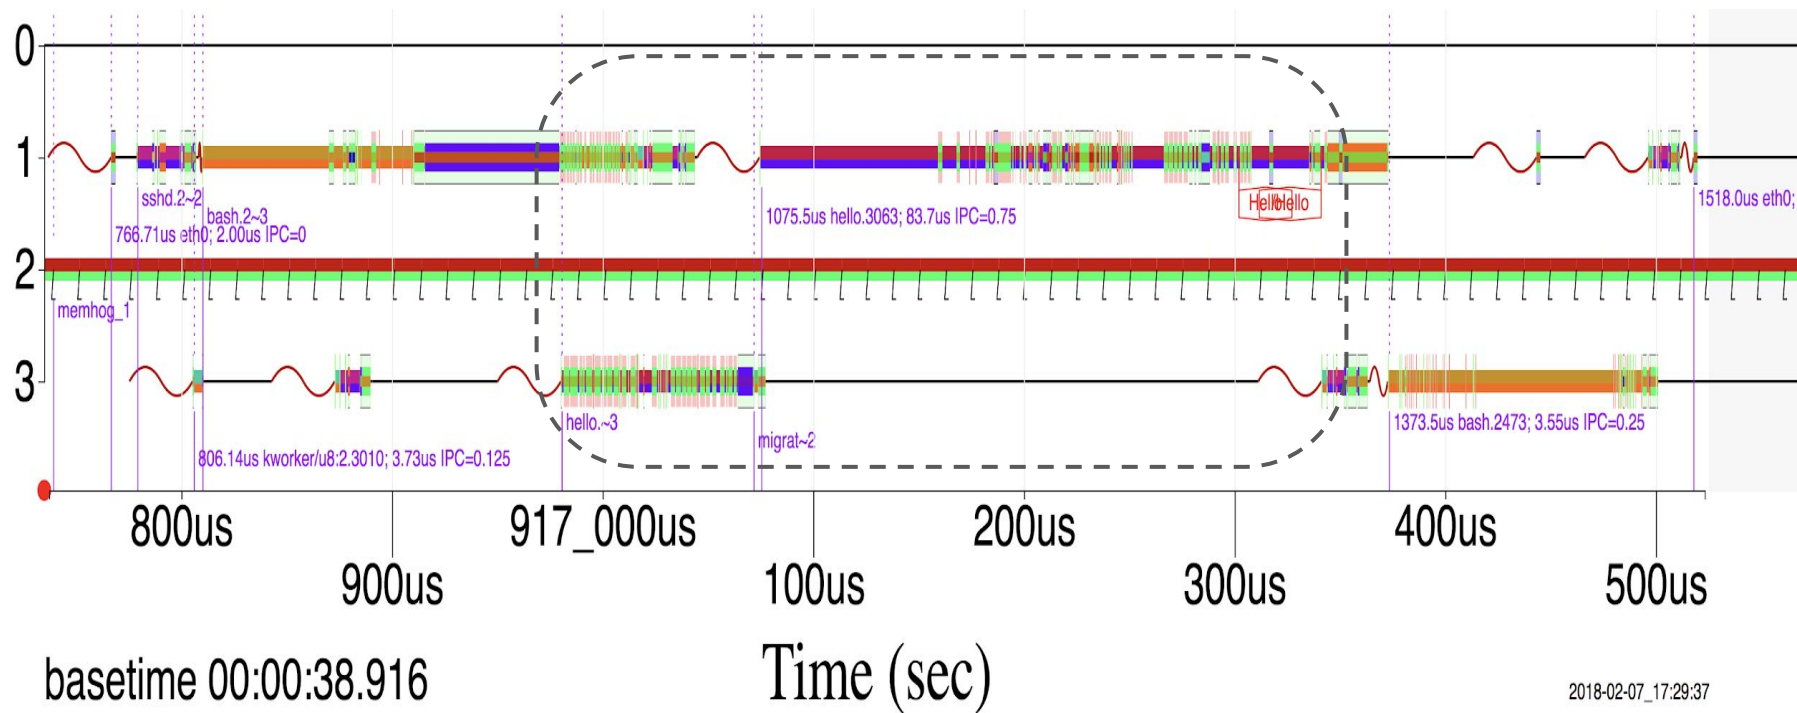 0
1
sshd.2~2
bash.2~3
766.71us eth0; 2.00us IPC=0
1075.5us hello.3063; 83.7us IPC=0.75
Hello
Hello
1518.0us eth0;
2
memhog_1
3
hello.~3
migrat~2
806.14us kworker/u8:2.3010; 3.73us IPC=0.125
1373.5us bash.2473; 3.55us IPC=0.25
800us
917_000us
200us
400us
900us
100us
300us
500us
basetime 00:00:38.916
Time (sec)
2018-02-07_17:29:37